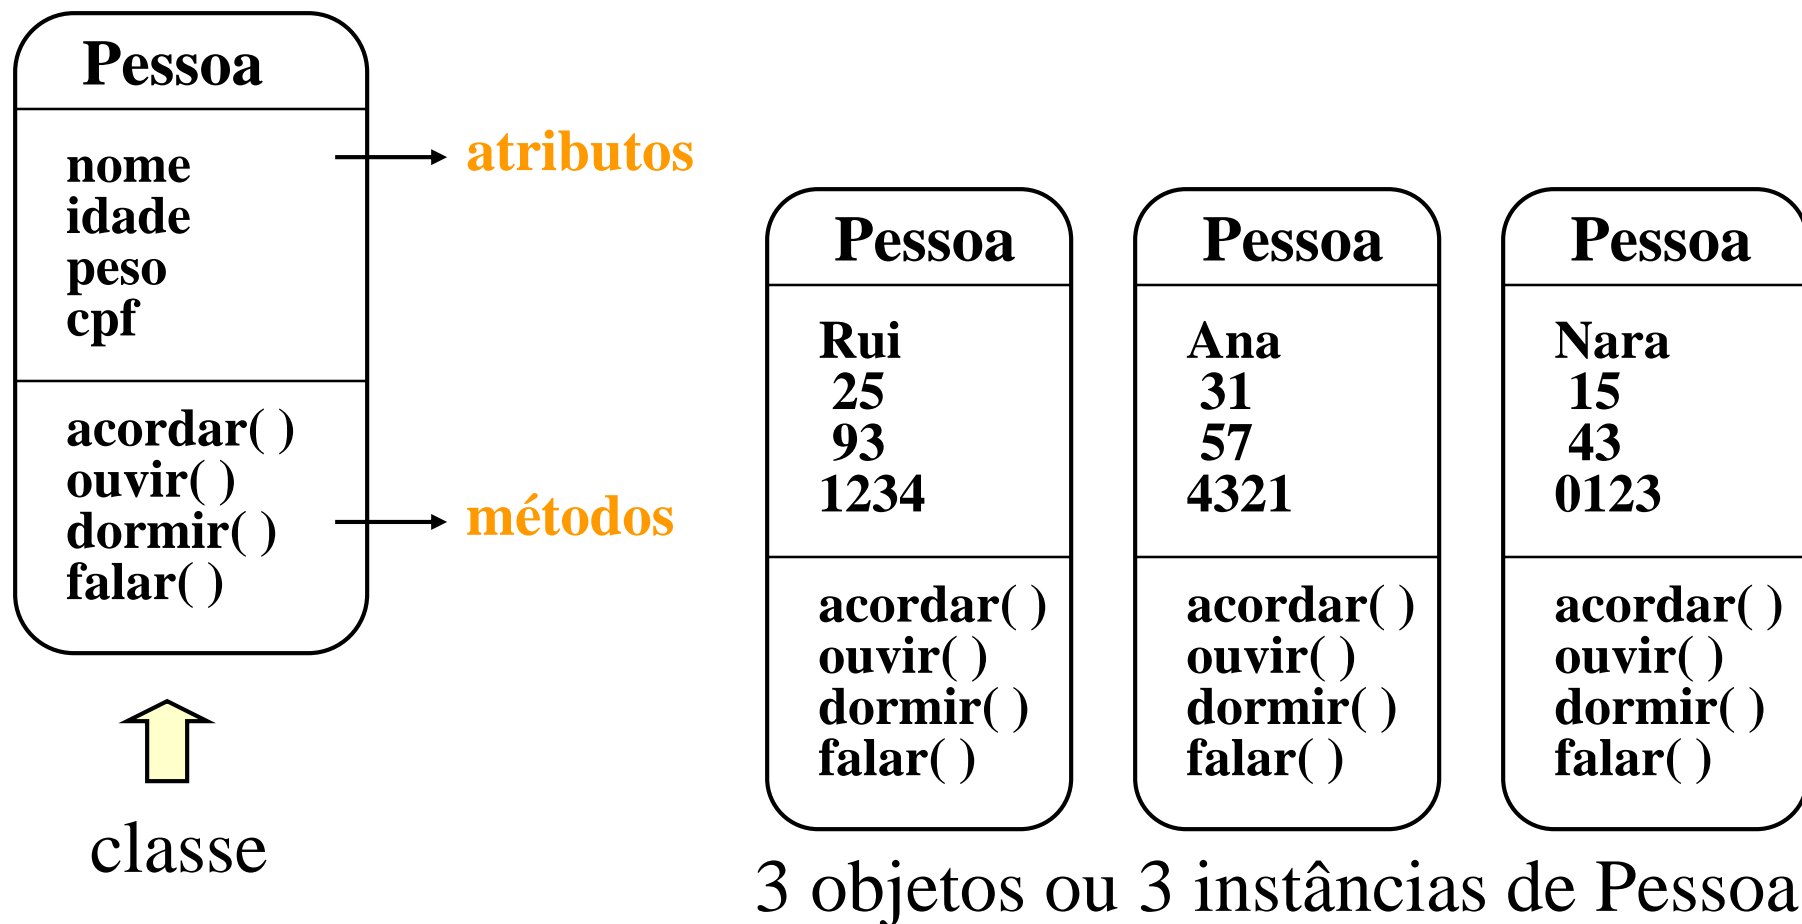 Pessoa
nome
idade
peso
cpf
acordar( )
ouvir( )
dormir( )
falar( )
atributos
métodos
classe
Pessoa
Rui
25
93
1234
acordar( )
ouvir( )
dormir( )
falar( )
Pessoa
Ana
31
57
4321
acordar( )
ouvir( )
dormir( )
falar( )
Pessoa
Nara
15
43
0123
acordar( )
ouvir( )
dormir( )
falar( )
3 objetos ou 3 instâncias de Pessoa